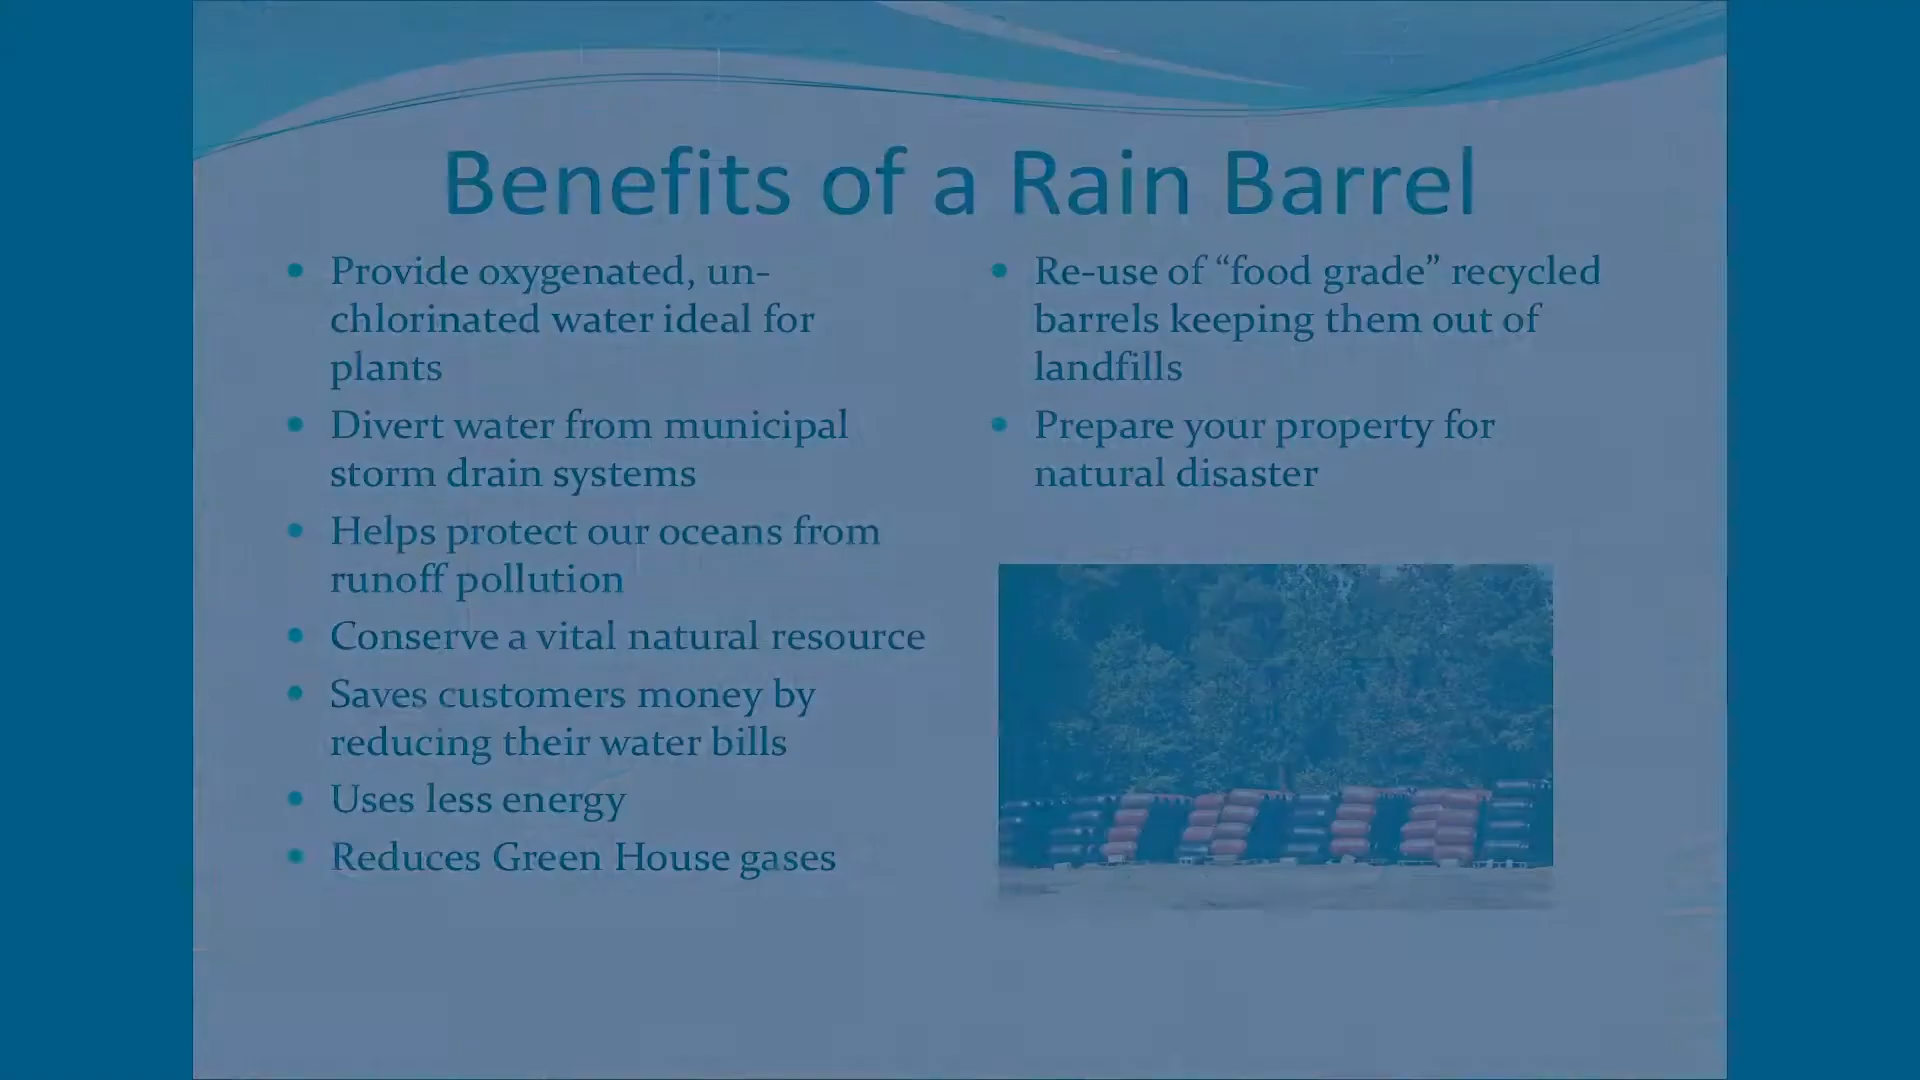 Benefits of a Rain Barrel
• Provide oxygenated, un-
chlorinated water ideal for
plants
• Divert water from municipal
storm drain systems
• Helps protect our oceans from
runoff pollution
• Conserve a vital natural resource
• Saves customers money by
reducing their water bills
• Uses less energy
• Reduces Green House gases
• Re-use of “food grade” recycled
barrels keeping them out of
landfills
• Prepare your property for
natural disaster